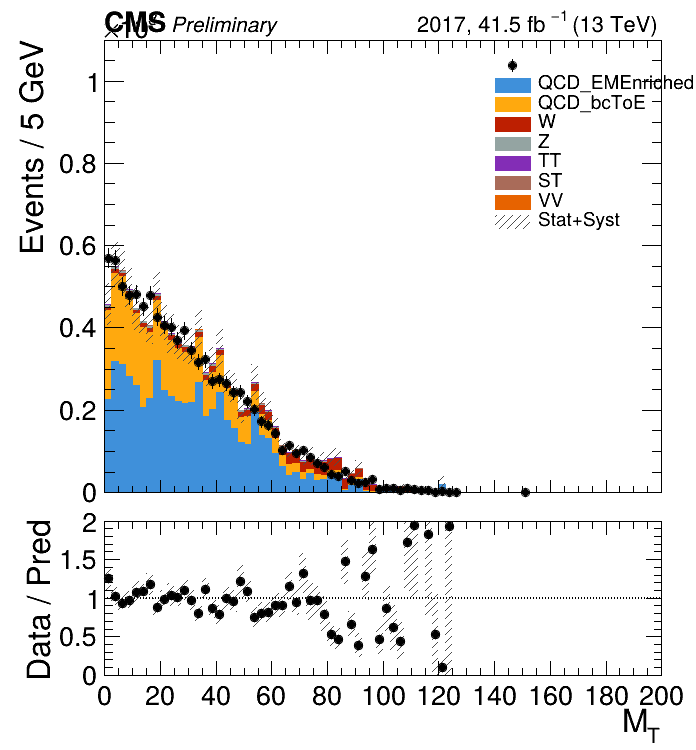 CMS Preliminary 2017, 41.5 fb⁻¹ (13 TeV)
Events / 5 GeV
1
0.8
0.6
0.4
0.2
0
QCD_EMEnriched
QCD_bcToE
W
Z
TT
ST
VV
Stat+Syst
Data / Pred
2
1.5
1
0.5
0
0 20 40 60 80 100 120 140 160 180 200
M_T